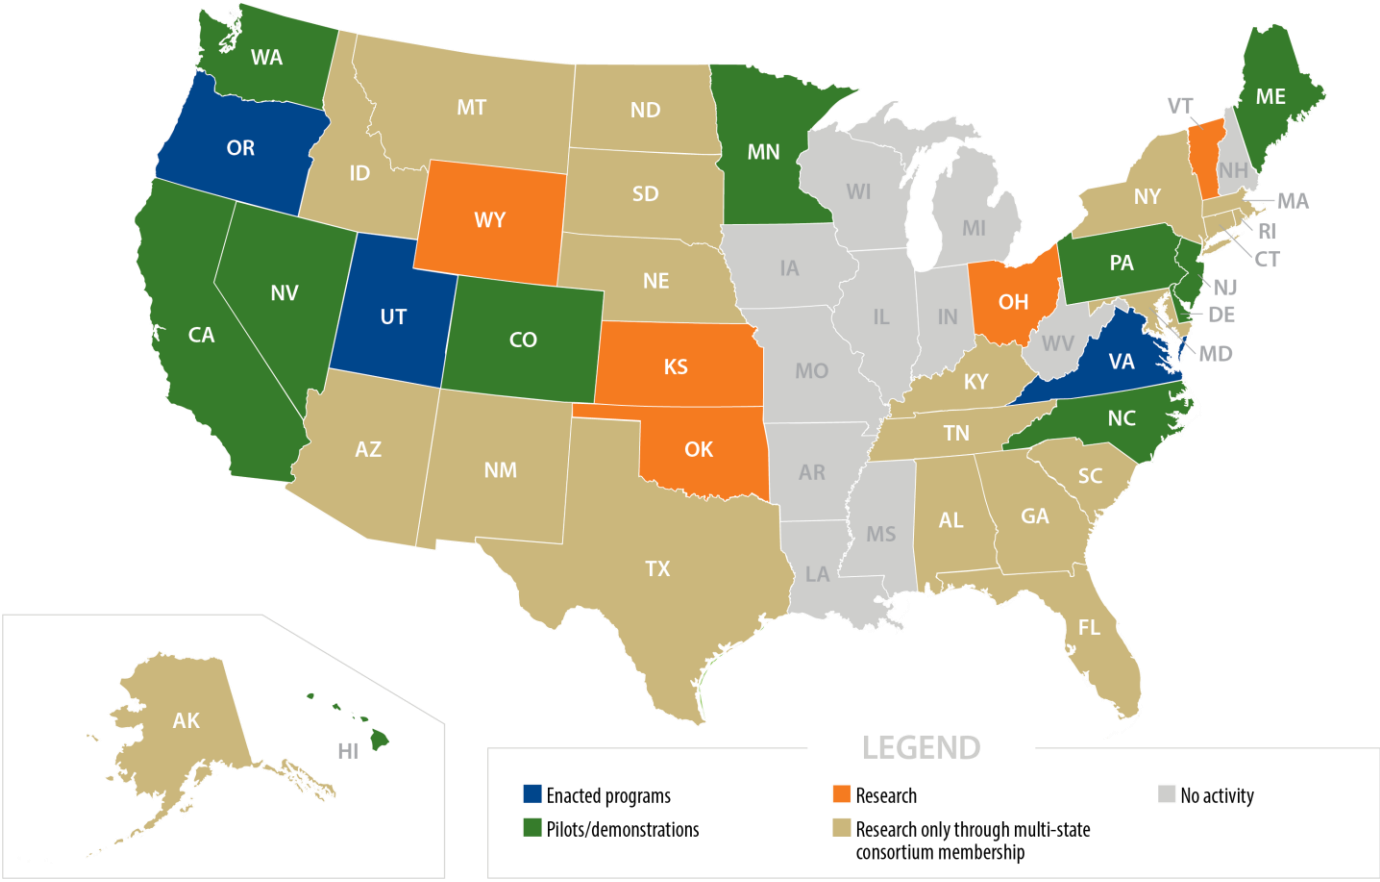 WA
ME
VT
MT
ND
OR
MN
ID
NH
WI
SD
NY
MA
WY
MI
RI
CT
PA
IA
NE
NV
NJ
OH
DE
UT
IL
IN
CA
CO
WV
MD
VA
KS
MO
KY
NC
TN
AZ
OK
NM
AR
SC
GA
AL
MS
TX
LA
FL
AK
HI
LEGEND
Enacted programs
Research
No activity
Pilots/demonstrations
Research only through multi-state
consortium membership